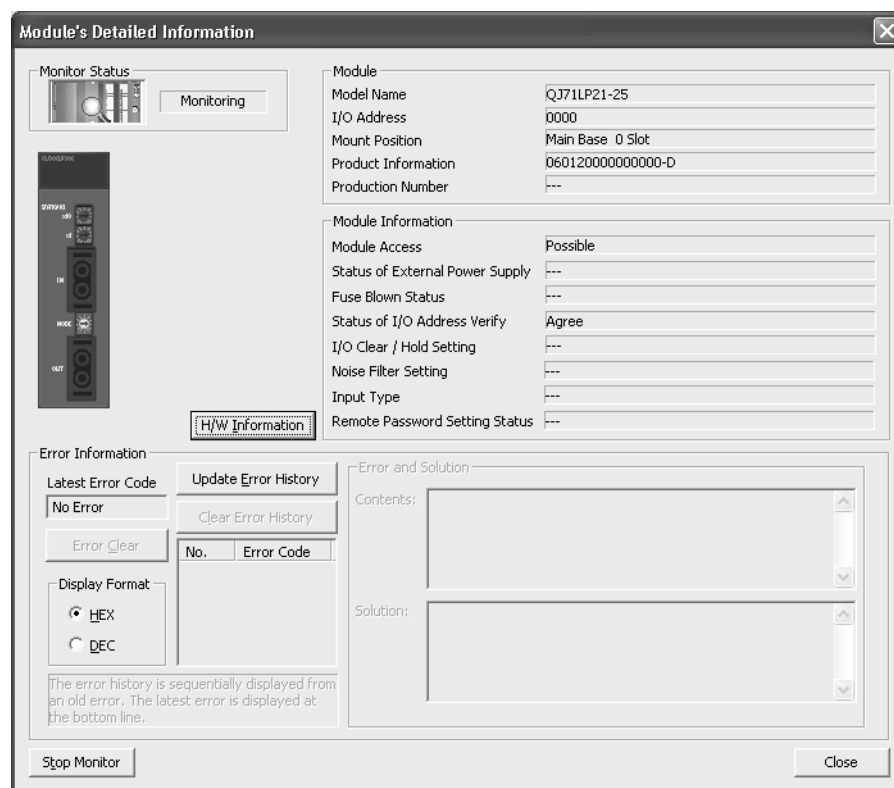 Module's Detailed Information
Monitor Status
Monitoring
Module
Model Name QJ71LP21-25
I/O Address 0000
Mount Position Main Base 0 Slot
Product Information 060120000000000-D
Production Number ---
Module Information
Module Access Possible
Status of External Power Supply ---
Fuse Blown Status ---
Status of I/O Address Verify Agree
I/O Clear / Hold Setting ---
Noise Filter Setting ---
Input Type ---
Remote Password Setting Status ---
IN
MODE
OUT
H/W Information
Error Information
Latest Error Code
No Error
Error Clear
Display Format
HEX
DEC
Update Error History
Clear Error History
No. Error Code
The error history is sequentially displayed from
an old error. The latest error is displayed at
the bottom line.
Error and Solution
Contents:
Solution:
Stop Monitor
Close